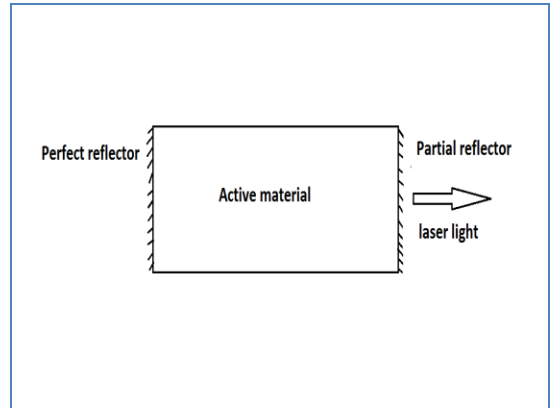 Perfect reflector
Partial reflector
Active material
laser light